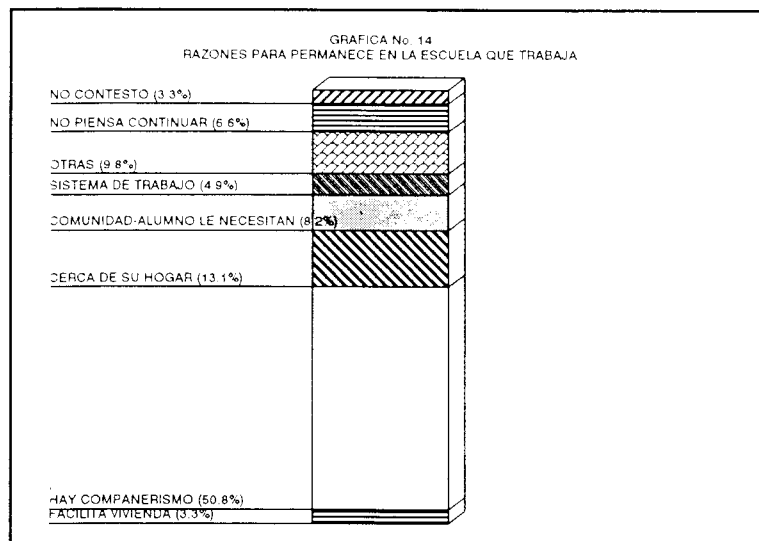 GRAFICA No. 14
RAZONES PARA PERMANECE EN LA ESCUELA QUE TRABAJA
NO CONTESTO (3.3%)
NO PIENSA CONTINUAR (6.6%)
OTRAS (9.8%)
SISTEMA DE TRABAJO (4.9%)
COMUNIDAD-ALUMNO LE NECESITAN (8.2%)
CERCA DE SU HOGAR (13.1%)
HAY COMPANERISMO (50.8%)
FACILITA VIVIENDA (3.3%)